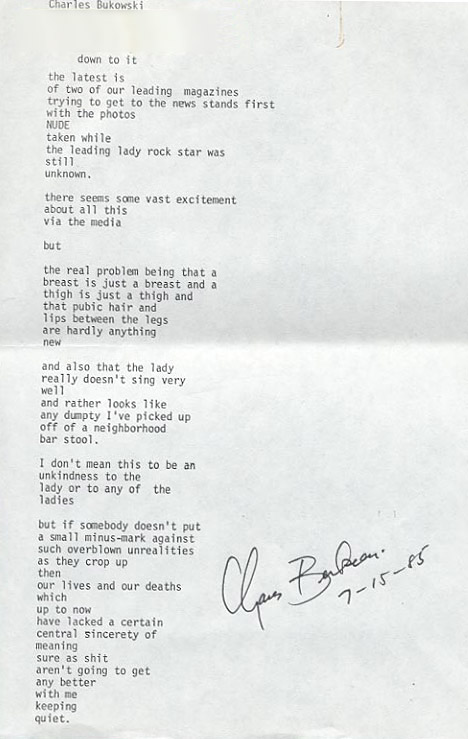 Charles Bukowski
down to it
the latest is
of two of our leading magazines
trying to get to the news stands first
with the photos
NUDE
taken while
the leading lady rock star was
still
unknown.
there seems some vast excitement
about all this
via the media
but
the real problem being that a
breast is just a breast and a
thigh is just a thigh and
that pubic hair and
lips between the legs
are hardly anything
new
and also that the lady
really doesn't sing very
well
and rather looks like
any dumpty I've picked up
off of a neighborhood
bar stool.
I don't mean this to be an
unkindness to the
lady or to any of the
ladies
but if somebody doesn't put
a small minus-mark against
such overblown unrealities
as they crop up
then
our lives and our deaths
which
up to now
have lacked a certain
central sincerety of
meaning
sure as shit
aren't going to get
any better
with me
keeping
quiet.
Charles Bukowski
7-15-85